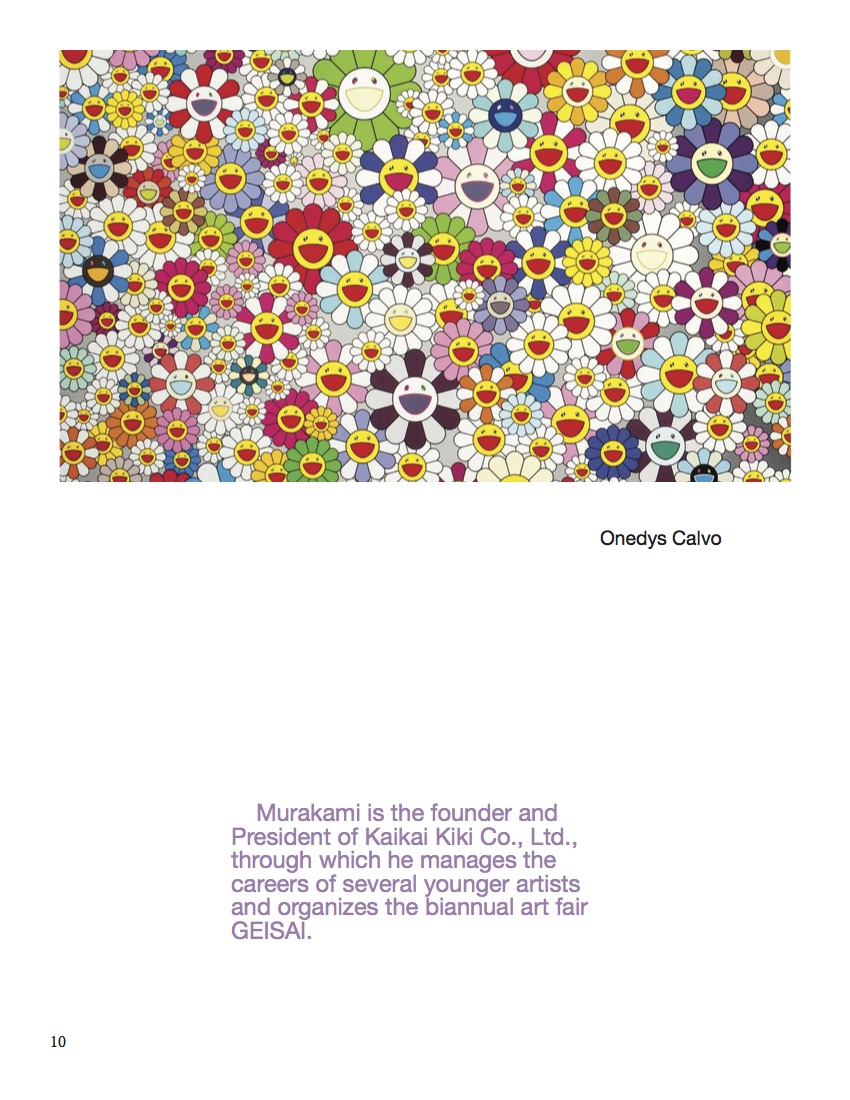 Onedys Calvo
Murakami is the founder and
President of Kaikai Kiki Co., Ltd.,
through which he manages the
careers of several younger artists
and organizes the biannual art fair
GEISAI.
10